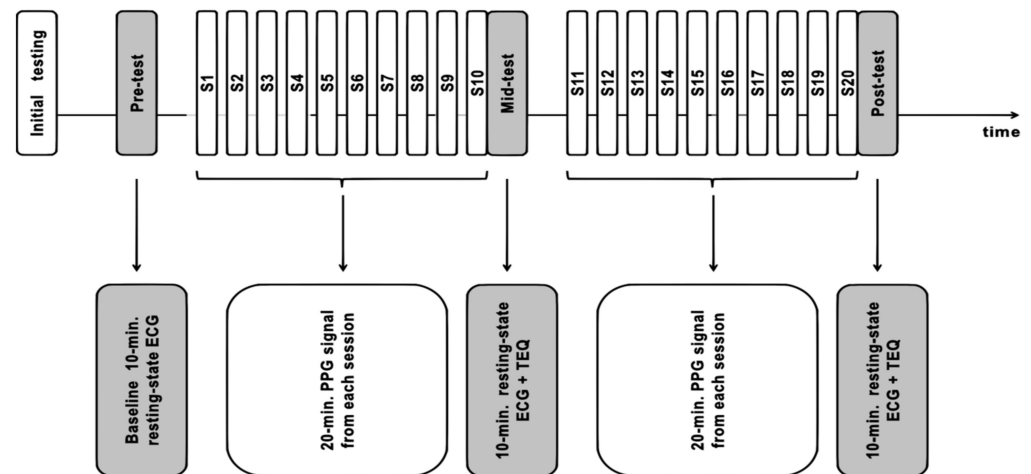 Initial testing
Pre-test
S1
S2
S3
S4
S5
S6
S7
S8
S9
S10
Mid-test
S11
S12
S13
S14
S15
S16
S17
S18
S19
S20
Post-test
time
Baseline 10-min.
resting-state ECG
20-min. PPG signal
from each session
10-min. resting-state
ECG + TEQ
20-min. PPG signal
from each session
10-min. resting-state
ECG + TEQ